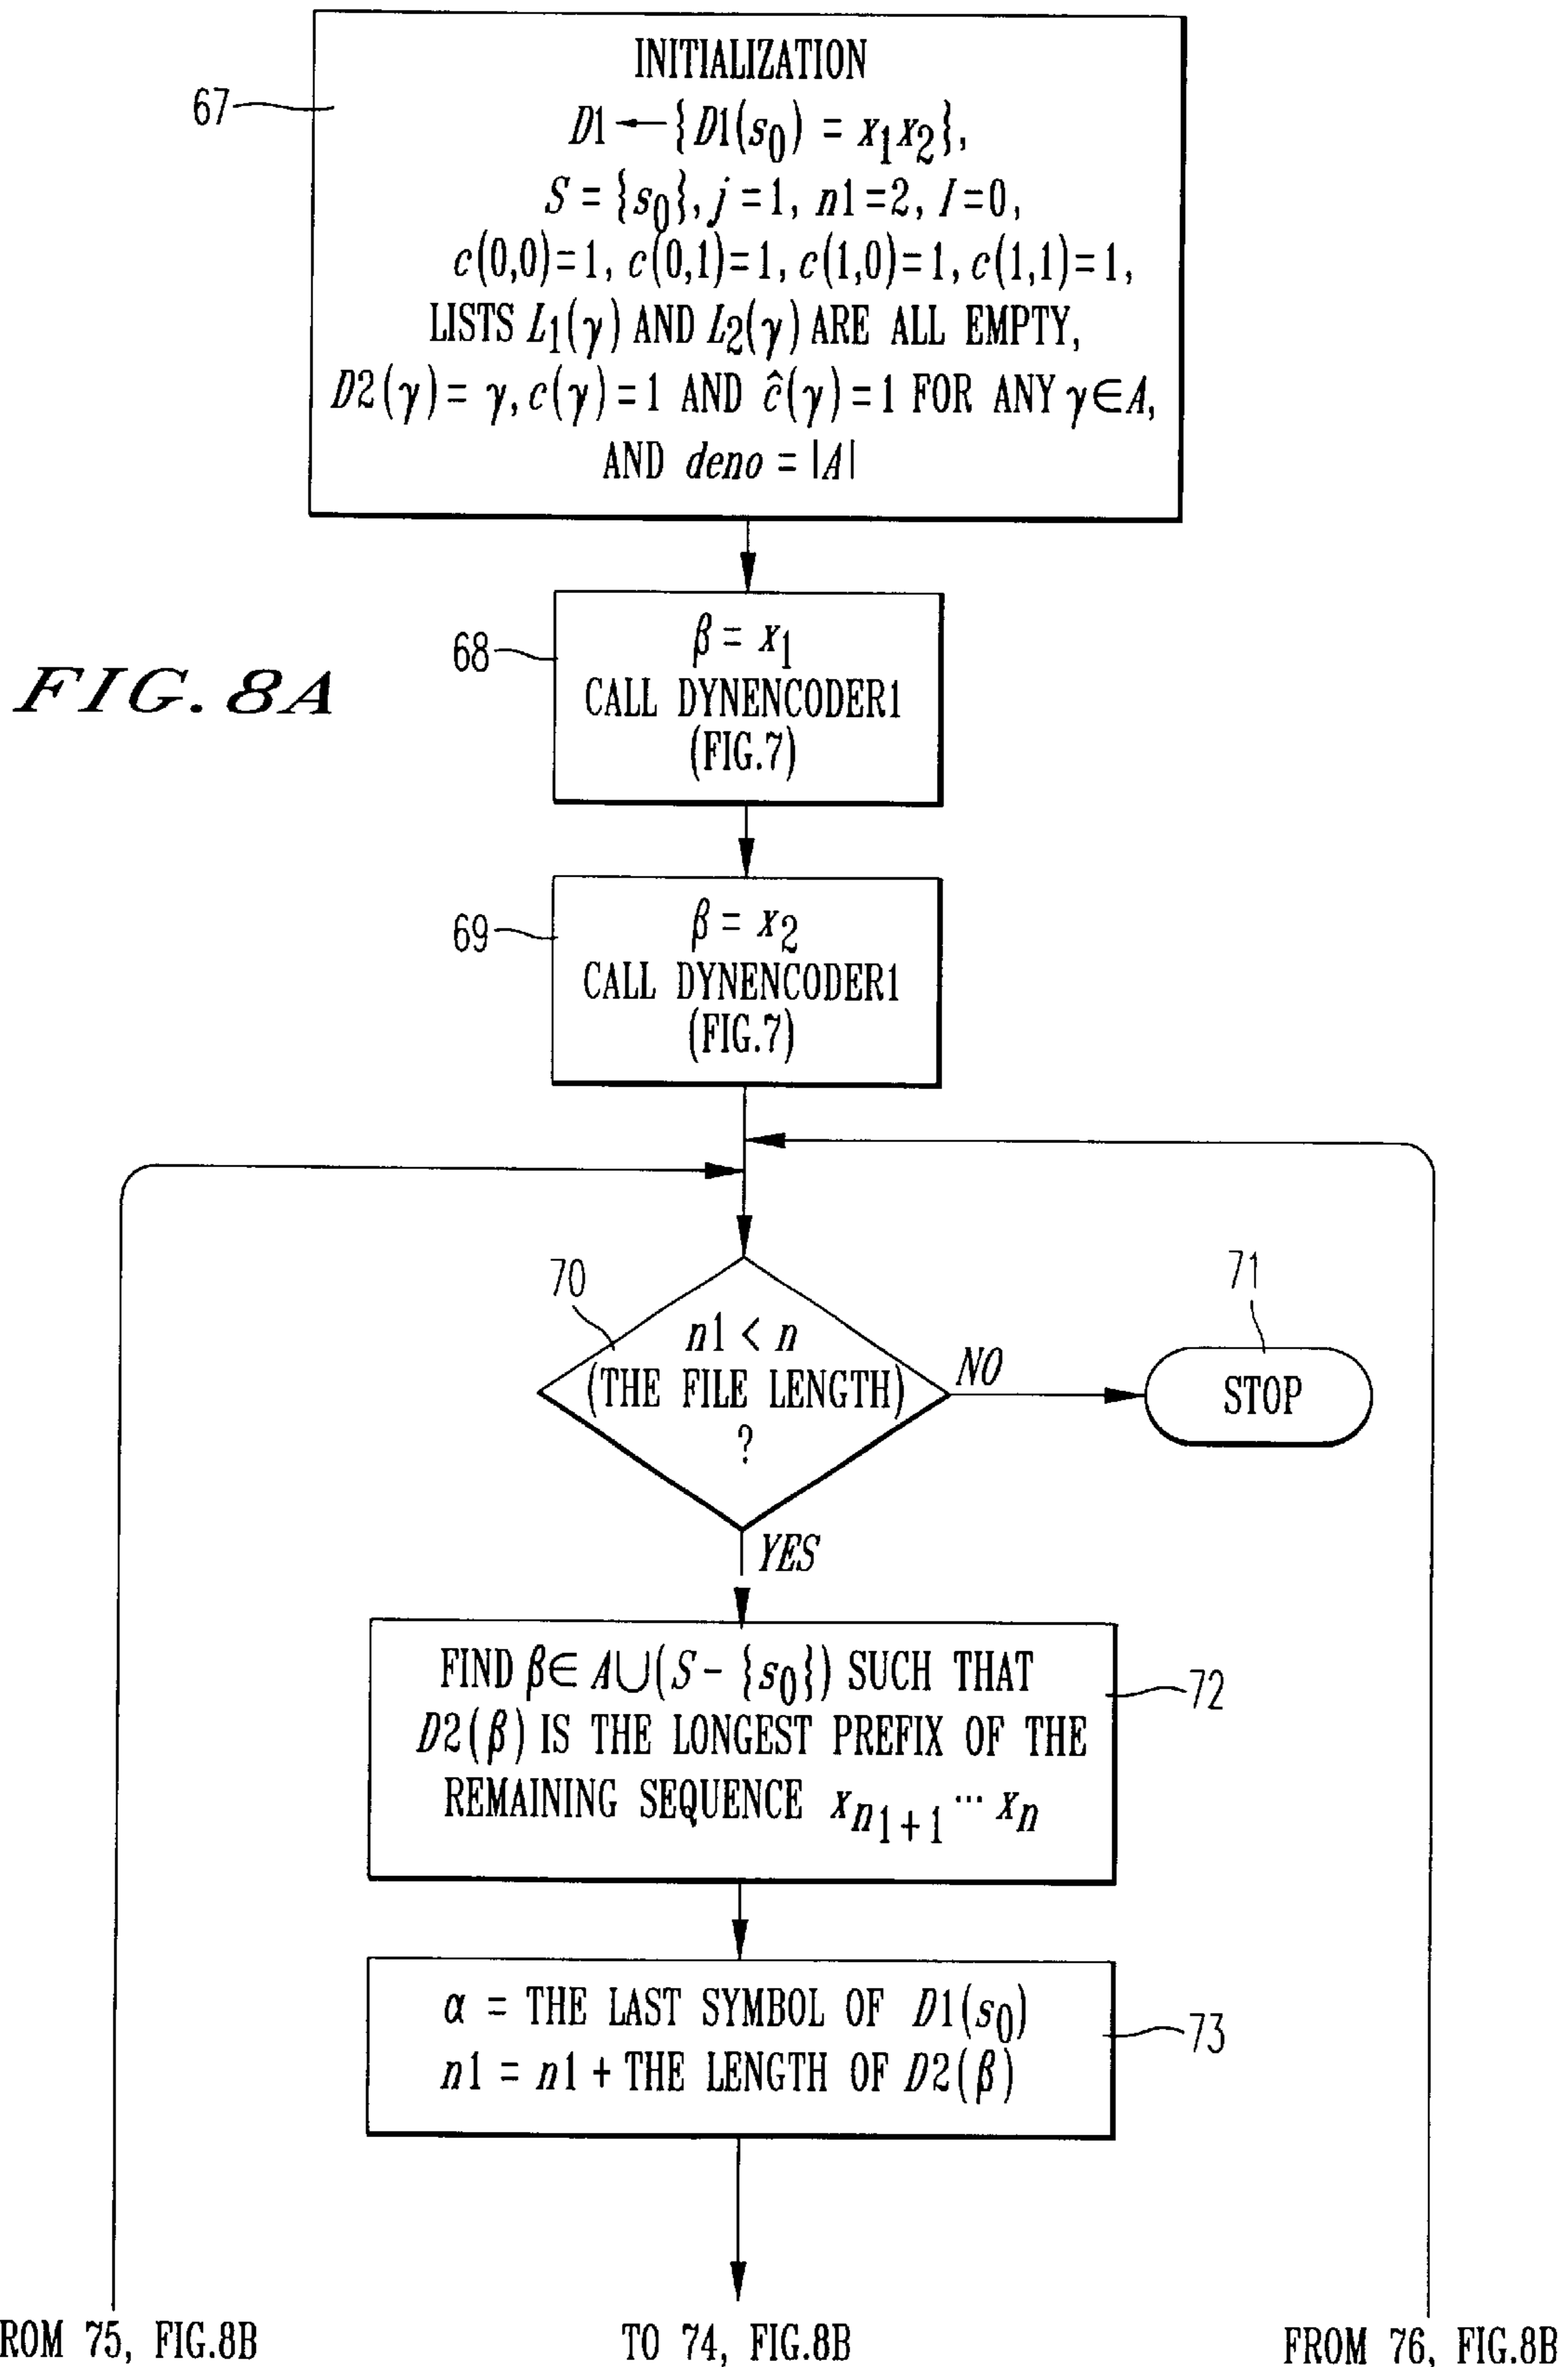 INITIALIZATION
67
D1←{D1(s₀) = x₁x₂},
S = {s₀}, j = 1, n1=2, I=0,
c(0,0)=1, c(0,1)=1, c(1,0)=1, c(1,1)=1,
LISTS L₁(γ) AND L₂(γ) ARE ALL EMPTY,
D2(γ) = γ, c(γ) = 1 AND ĉ(γ) = 1 FOR ANY γ∈A,
AND deno = |A|
FIG. 8A
68
β = x₁
CALL DYNENCODER1
(FIG.7)
69
β = x₂
CALL DYNENCODER1
(FIG.7)
70
n1 < n
(THE FILE LENGTH)
?
NO
71
STOP
YES
72
FIND β∈ A∪(S - {s₀}) SUCH THAT
D2(β) IS THE LONGEST PREFIX OF THE
REMAINING SEQUENCE xₙ₁₊₁ ··· xₙ
73
α = THE LAST SYMBOL OF D1(s₀)
n1 = n1 + THE LENGTH OF D2(β)
ROM 75, FIG.8B
TO 74, FIG.8B
FROM 76, FIG.8B